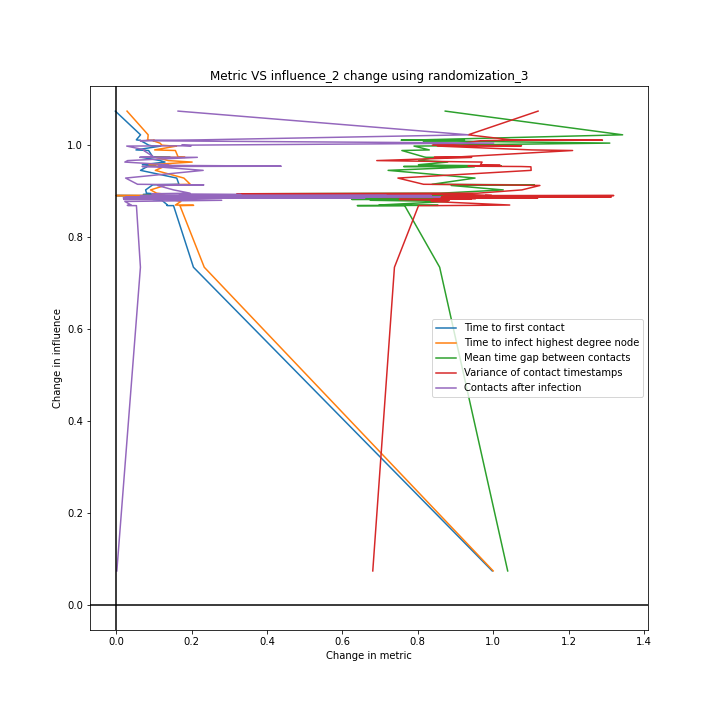 Metric VS influence_2 change using randomization_3
Change in influence
1.0
0.8
0.6
0.4
0.2
0.0
Time to first contact
Time to infect highest degree node
Mean time gap between contacts
Variance of contact timestamps
Contacts after infection
0.0 0.2 0.4 0.6 0.8 1.0 1.2 1.4
Change in metric